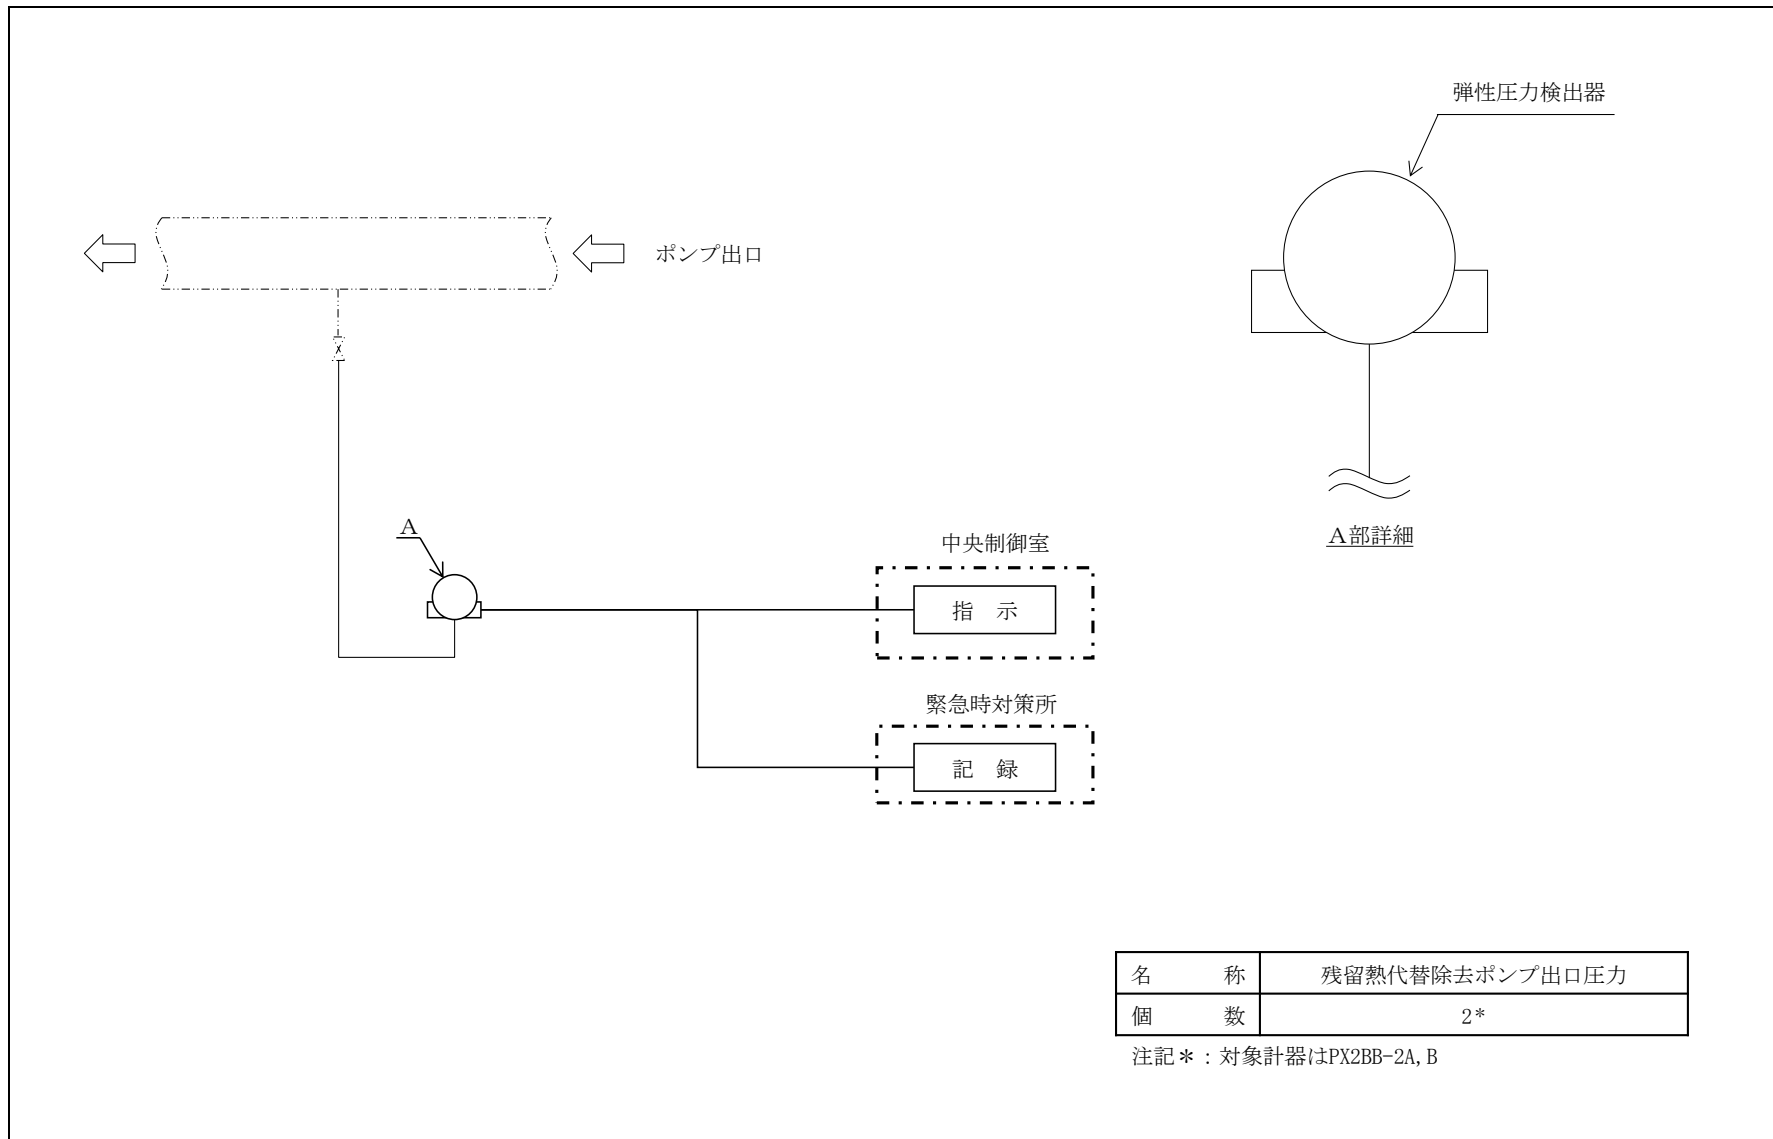 弾性圧力検出器
ポンプ出口
A
A部詳細
中央制御室
指 示
緊急時対策所
記 録
名 称 残留熱代替除去ポンプ出口圧力
個 数 2*
注記*：対象計器はPX2BB-2A,B